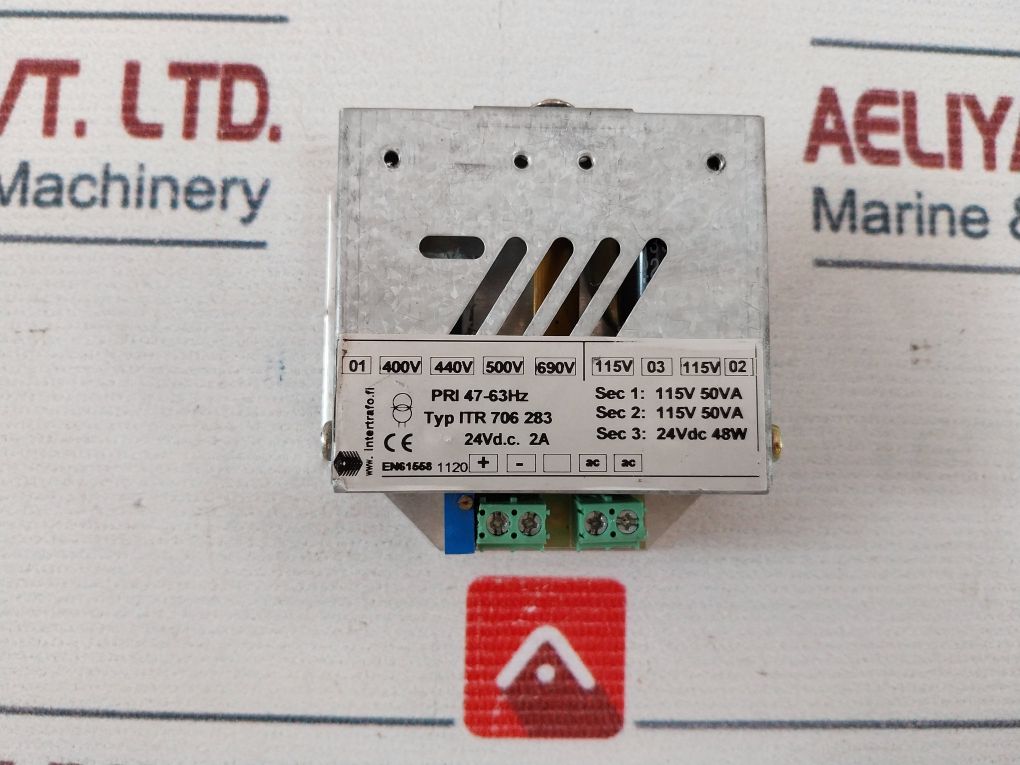 VT. LTD.
Machinery
AELIYA
Marine &
01 400V 440V 500V 690V 115V 03 115V 02
PRI 47-63Hz
Typ ITR 706 283
24Vd.c. 2A
Sec 1: 115V 50VA
Sec 2: 115V 50VA
Sec 3: 24Vdc 48W
www.intertrafo.fi
CE
EN61558 1120 + - ac ac